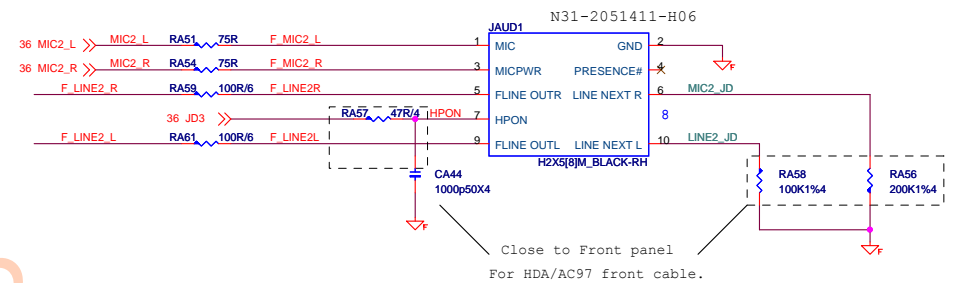 N31-2051411-H06
JAUD1
36 MIC2_L MIC2_L RA51 75R F_MIC2_L 1 MIC GND 2
F
36 MIC2_R MIC2_R RA54 75R F_MIC2_R 3 MICPWR PRESENCE# 4
F_LINE2_R RA59 100R/6 F_LINE2R 5 FLINE OUTR LINE NEXT R 6 MIC2_JD
36 JD3 RA57 47R/4 HPON 7 HPON 8
F_LINE2_L RA61 100R/6 F_LINE2L 9 FLINE OUTL LINE NEXT L 10 LINE2_JD
H2X5[8]M_BLACK-RH
CA44
1000p50X4
F
RA58
100K1%4
RA56
200K1%4
F
Close to Front panel
For HDA/AC97 front cable.